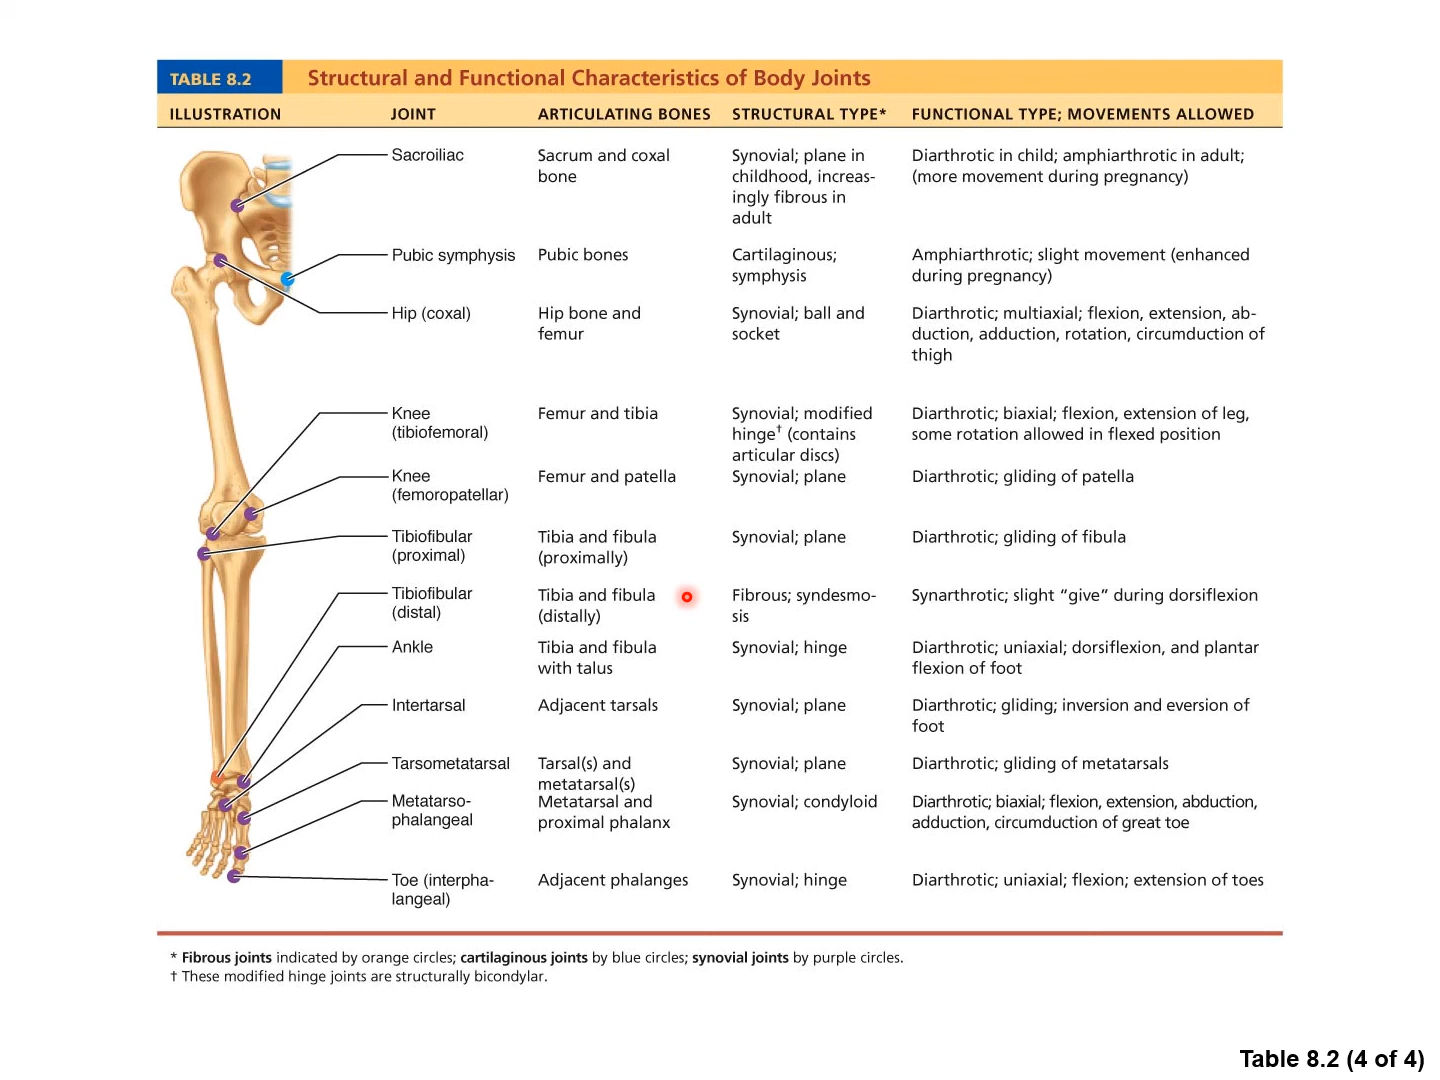 TABLE 8.2 Structural and Functional Characteristics of Body Joints
ILLUSTRATION JOINT ARTICULATING BONES STRUCTURAL TYPE* FUNCTIONAL TYPE; MOVEMENTS ALLOWED
Sacroiliac Sacrum and coxal Synovial; plane in Diarthrotic in child; amphiarthrotic in adult;
bone childhood, increas- (more movement during pregnancy)
ingly fibrous in
adult
Pubic symphysis Pubic bones Cartilaginous; Amphiarthrotic; slight movement (enhanced
symphysis during pregnancy)
Hip (coxal) Hip bone and Synovial; ball and Diarthrotic; multiaxial; flexion, extension, ab-
femur socket duction, adduction, rotation, circumduction of
thigh
Knee Femur and tibia Synovial; modified Diarthrotic; biaxial; flexion, extension of leg,
(tibiofemoral) hinge† (contains some rotation allowed in flexed position
articular discs)
Knee Femur and patella Synovial; plane Diarthrotic; gliding of patella
(femoropatellar)
Tibiofibular Tibia and fibula Synovial; plane Diarthrotic; gliding of fibula
(proximal) (proximally)
Tibiofibular Tibia and fibula Fibrous; syndesmo- Synarthrotic; slight “give” during dorsiflexion
(distal) (distally) sis
Ankle Tibia and fibula Synovial; hinge Diarthrotic; uniaxial; dorsiflexion, and plantar
with talus flexion of foot
Intertarsal Adjacent tarsals Synovial; plane Diarthrotic; gliding; inversion and eversion of
foot
Tarsometatarsal Tarsal(s) and Synovial; plane Diarthrotic; gliding of metatarsals
metatarsal(s)
Metatarso- Metatarsal and Synovial; condyloid Diarthrotic; biaxial; flexion, extension, abduction,
phalangeal proximal phalanx adduction, circumduction of great toe
Toe (interpha- Adjacent phalanges Synovial; hinge Diarthrotic; uniaxial; flexion; extension of toes
langeal)
* Fibrous joints indicated by orange circles; cartilaginous joints by blue circles; synovial joints by purple circles.
† These modified hinge joints are structurally bicondylar.
Table 8.2 (4 of 4)